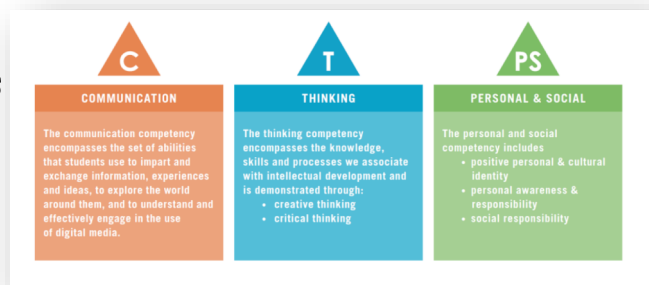 C
COMMUNICATION
The communication competency
encompasses the set of abilities
that students use to impart and
exchange information, experiences
and ideas, to explore the world
around them, and to understand and
effectively engage in the use
of digital media.
T
THINKING
The thinking competency
encompasses the knowledge,
skills and processes we associate
with intellectual development and
is demonstrated through:
• creative thinking
• critical thinking
PS
PERSONAL & SOCIAL
The personal and social
competency includes
• positive personal & cultural
identity
• personal awareness &
responsibility
• social responsibility